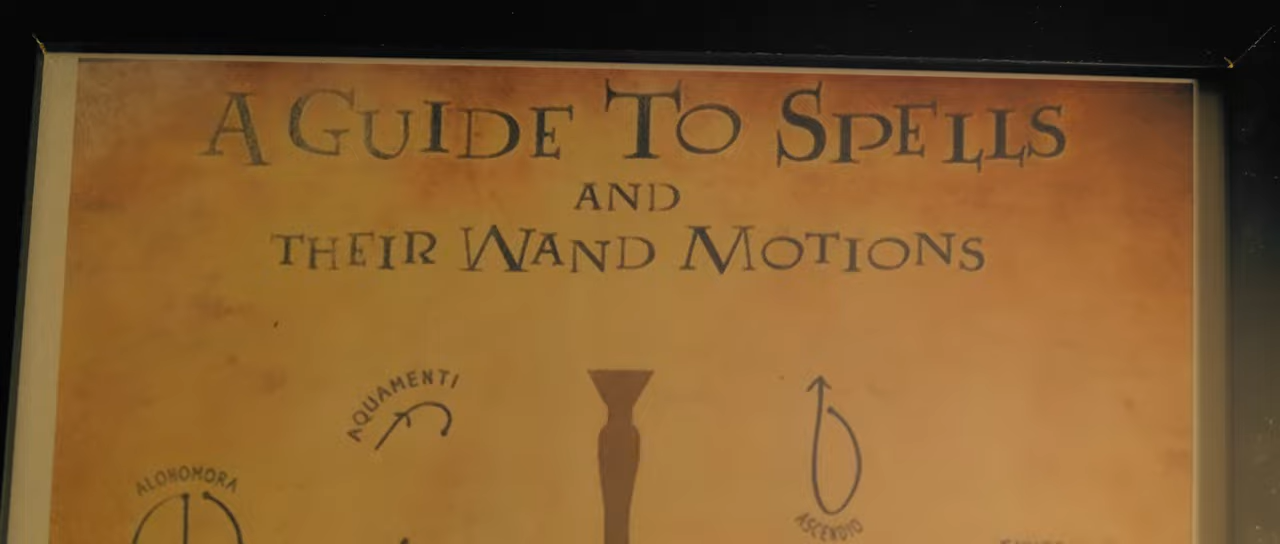 A GUIDE TO SPELLS
AND
THEIR WAND MOTIONS
AQUAMENTI
ALOHOMORA
ASCENDIO